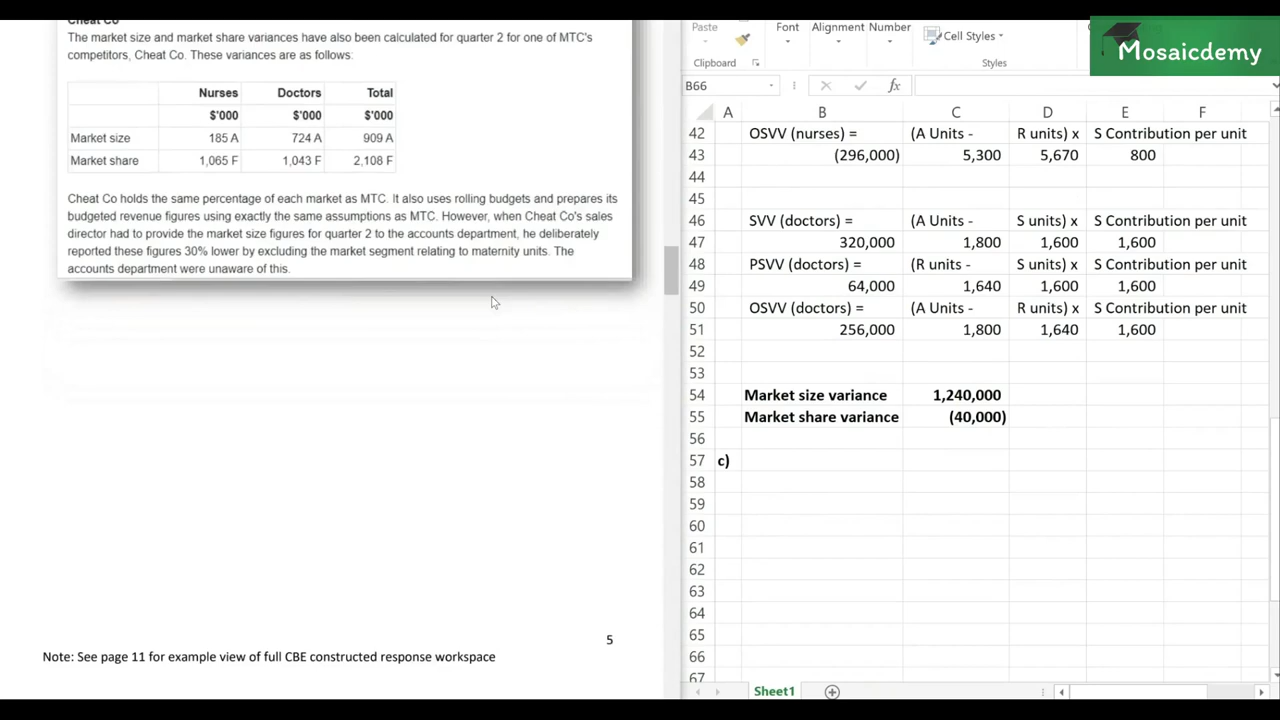 Cheat Co
The market size and market share variances have also been calculated for quarter 2 for one of MTC's
competitors, Cheat Co. These variances are as follows:
Nurses Doctors Total
$'000 $'000 $'000
Market size 185 A 724 A 909 A
Market share 1,065 F 1,043 F 2,108 F
Cheat Co holds the same percentage of each market as MTC. It also uses rolling budgets and prepares its
budgeted revenue figures using exactly the same assumptions as MTC. However, when Cheat Co's sales
director had to provide the market size figures for quarter 2 to the accounts department, he deliberately
reported these figures 30% lower by excluding the market segment relating to maternity units. The
accounts department were unaware of this.
5
Note: See page 11 for example view of full CBE constructed response workspace
Paste Font Alignment Number Cell Styles
Clipboard Styles
Mosaicdemy
B66 fx
A B C D E F
42 OSVV (nurses) = (A Units - R units) x S Contribution per unit
43 (296,000) 5,300 5,670 800
44
45
46 SVV (doctors) = (A Units - S units) x S Contribution per unit
47 320,000 1,800 1,600 1,600
48 PSVV (doctors) = (R units - S units) x S Contribution per unit
49 64,000 1,640 1,600 1,600
50 OSVV (doctors) = (A Units - R units) x S Contribution per unit
51 256,000 1,800 1,640 1,600
52
53
54 Market size variance 1,240,000
55 Market share variance (40,000)
56
57 c)
58
59
60
61
62
63
64
65
66
67
Sheet1